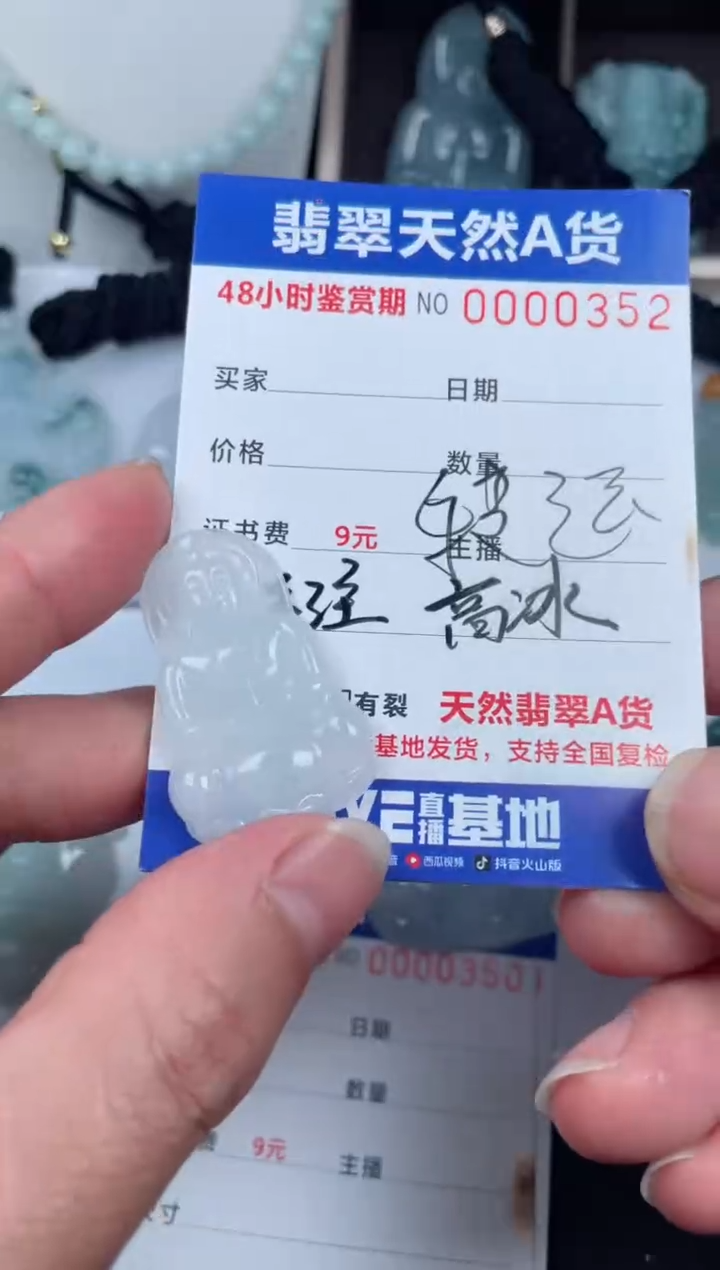 翡翠天然A货
48小时鉴赏期 NO 0000352
买家 日期
价格 数量
证书费 9元 主播
注 高冰
有裂 天然翡翠A货
基地发货，支持全国复检
直播基地
西瓜视频 抖音火山版
NO 0000350
日期
数量
9元 主播
寸